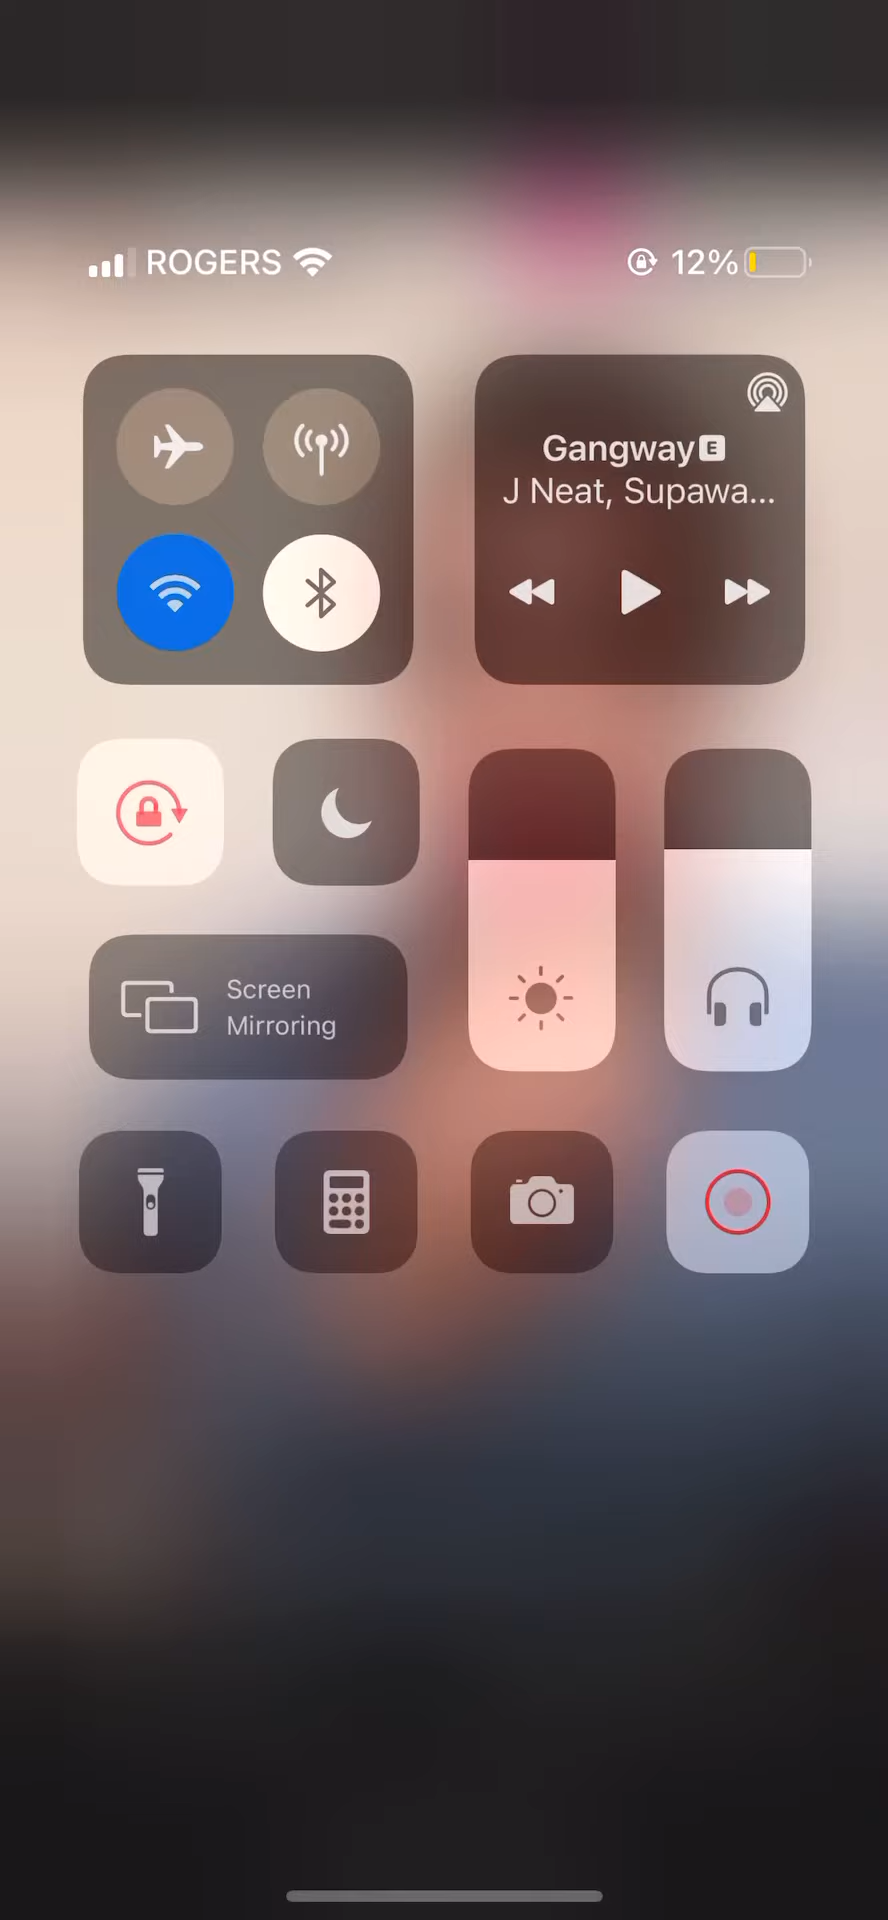 ROGERS
12%
Gangway E
J Neat, Supawa...
Screen
Mirroring